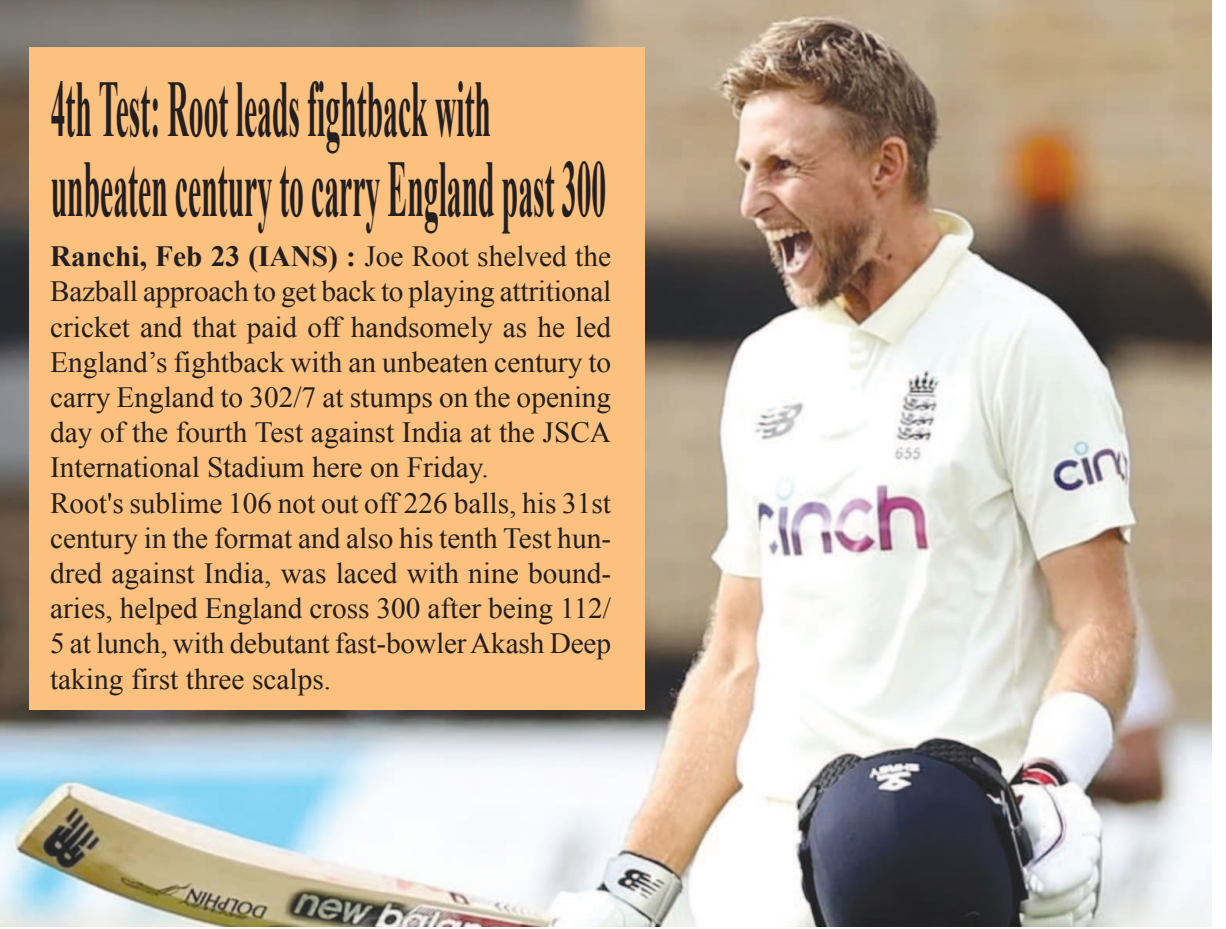 4th Test: Root leads fightback with
unbeaten century to carry England past 300
Ranchi, Feb 23 (IANS) : Joe Root shelved the
Bazball approach to get back to playing attritional
cricket and that paid off handsomely as he led
England’s fightback with an unbeaten century to
carry England to 302/7 at stumps on the opening
day of the fourth Test against India at the JSCA
International Stadium here on Friday.
Root's sublime 106 not out off 226 balls, his 31st
century in the format and also his tenth Test hun-
dred against India, was laced with nine bound-
aries, helped England cross 300 after being 112/
5 at lunch, with debutant fast-bowler Akash Deep
taking first three scalps.
655
cinch
cinc
DOLPHIN
new balan